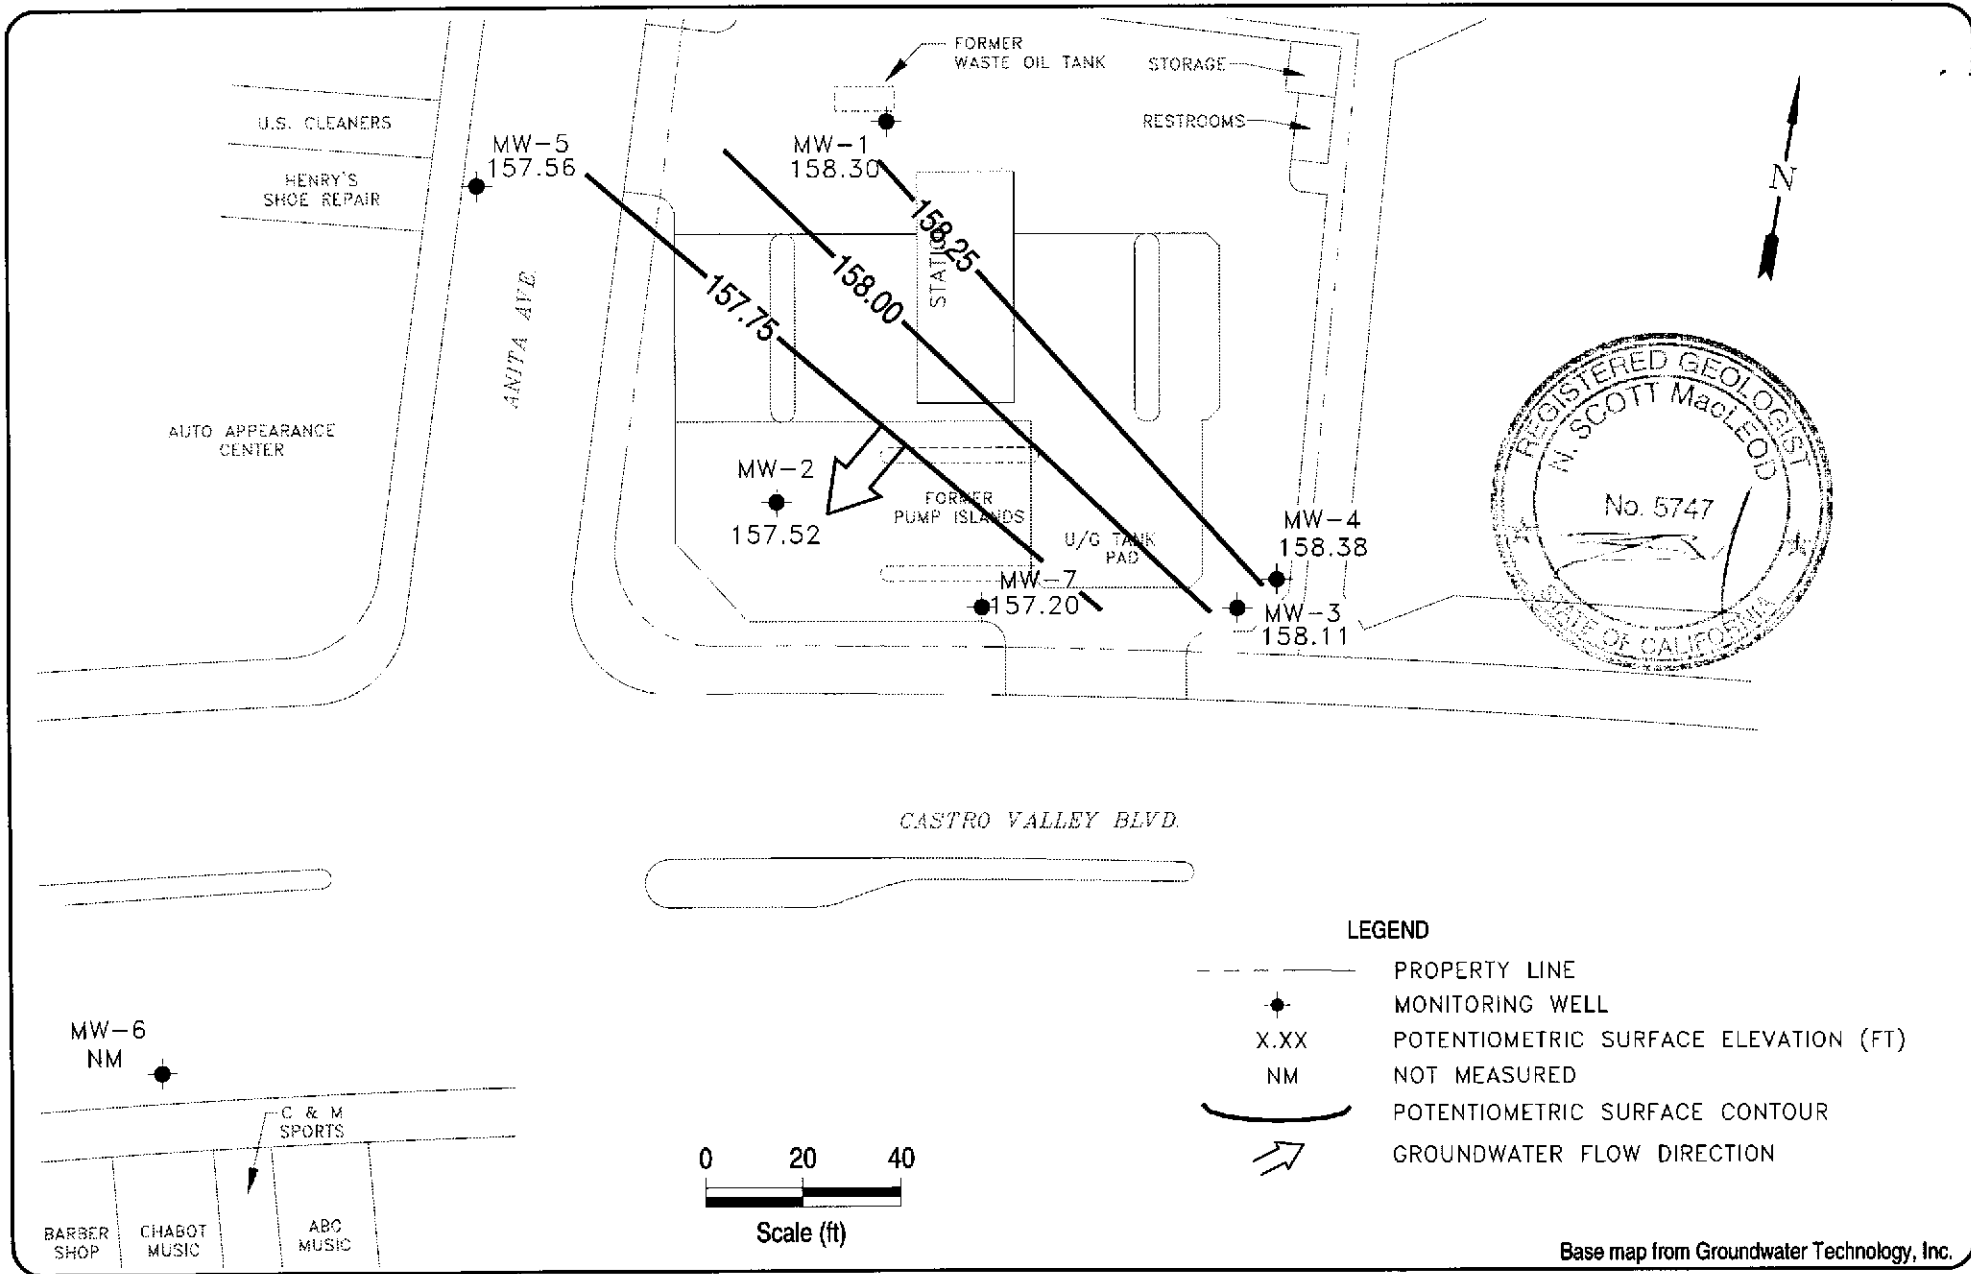 FORMER
WASTE OIL TANK
STORAGE
RESTROOMS
U.S. CLEANERS
HENRY'S
SHOE REPAIR
MW-5
157.56
MW-1
158.30
N
158.25
158.00
157.75
STATION
ANITA AVE.
AUTO APPEARANCE
CENTER
MW-2
157.52
FORMER
PUMP ISLANDS
U/G TANK
PAD
MW-4
158.38
MW-7
157.20
MW-3
158.11
REGISTERED GEOLOGIST
N. SCOTT MacLEOD
No. 5747
STATE OF CALIFORNIA
CASTRO VALLEY BLVD.
MW-6
NM
C & M
SPORTS
BARBER
SHOP
CHABOT
MUSIC
ABC
MUSIC
0 20 40
Scale (ft)
LEGEND
PROPERTY LINE
MONITORING WELL
X.XX POTENTIOMETRIC SURFACE ELEVATION (FT)
NM NOT MEASURED
POTENTIOMETRIC SURFACE CONTOUR
GROUNDWATER FLOW DIRECTION
Base map from Groundwater Technology, Inc.